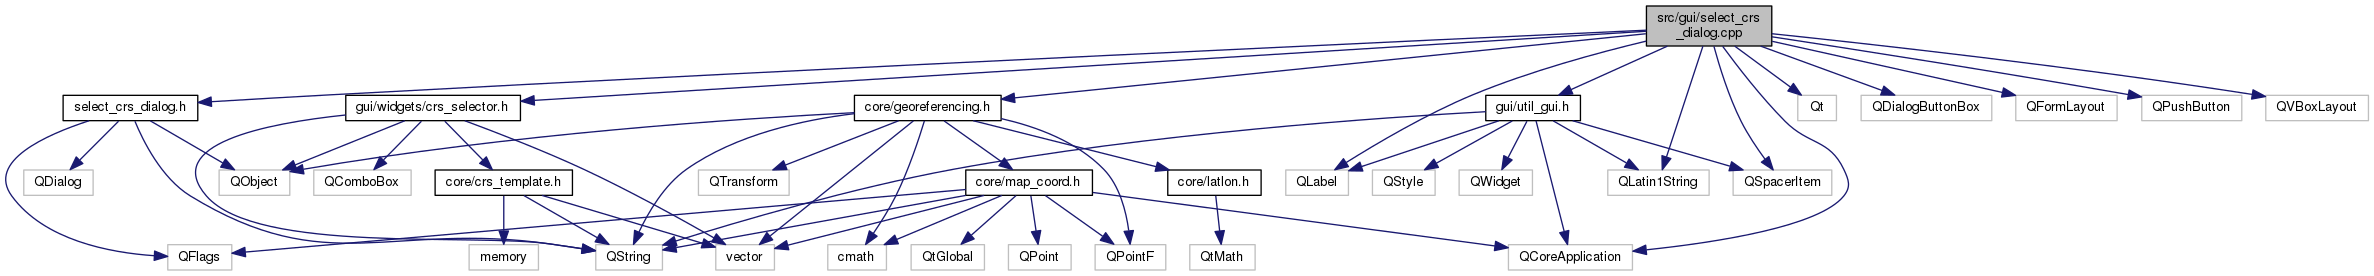 src/gui/select_crs
_dialog.cpp
select_crs_dialog.h
gui/widgets/crs_selector.h
core/georeferencing.h
gui/util_gui.h
Qt
QDialogButtonBox
QFormLayout
QPushButton
QVBoxLayout
QDialog
QObject
QComboBox
core/crs_template.h
QTransform
core/map_coord.h
core/latlon.h
QLabel
QStyle
QWidget
QLatin1String
QSpacerItem
QFlags
memory
QString
vector
cmath
QtGlobal
QPoint
QPointF
QtMath
QCoreApplication